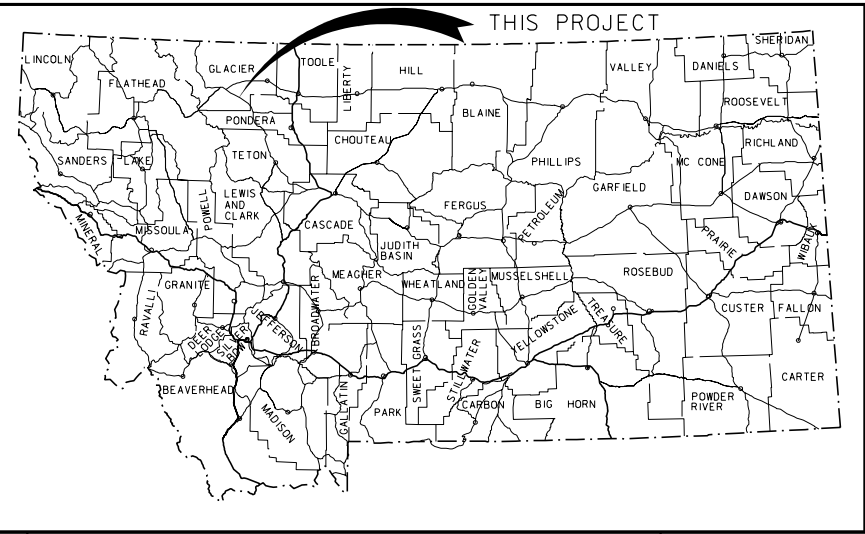 THIS PROJECT
LINCOLN
FLATHEAD
GLACIER
TOOLE
LIBERTY
HILL
BLAINE
VALLEY
DANIELS
SHERIDAN
ROOSEVELT
PONDERA
CHOUTEAU
PHILLIPS
RICHLAND
MC CONE
SANDERS
LAKE
TETON
GARFIELD
DAWSON
LEWIS
AND
CLARK
POWELL
CASCADE
FERGUS
PETROLEUM
MINERAL
MISSOULA
JUDITH
BASIN
PRAIRIE
WIBAUX
GRANITE
MEAGHER
WHEATLAND
GOLDEN
VALLEY
MUSSELSHELL
ROSEBUD
CUSTER
FALLON
RAVALLI
BROADWATER
JEFFERSON
DEER
LODGE
SILVER
BOW
TREASURE
YELLOWSTONE
SWEET GRASS
STILLWATER
BEAVERHEAD
MADISON
GALLATIN
PARK
CARBON
BIG HORN
POWDER
RIVER
CARTER